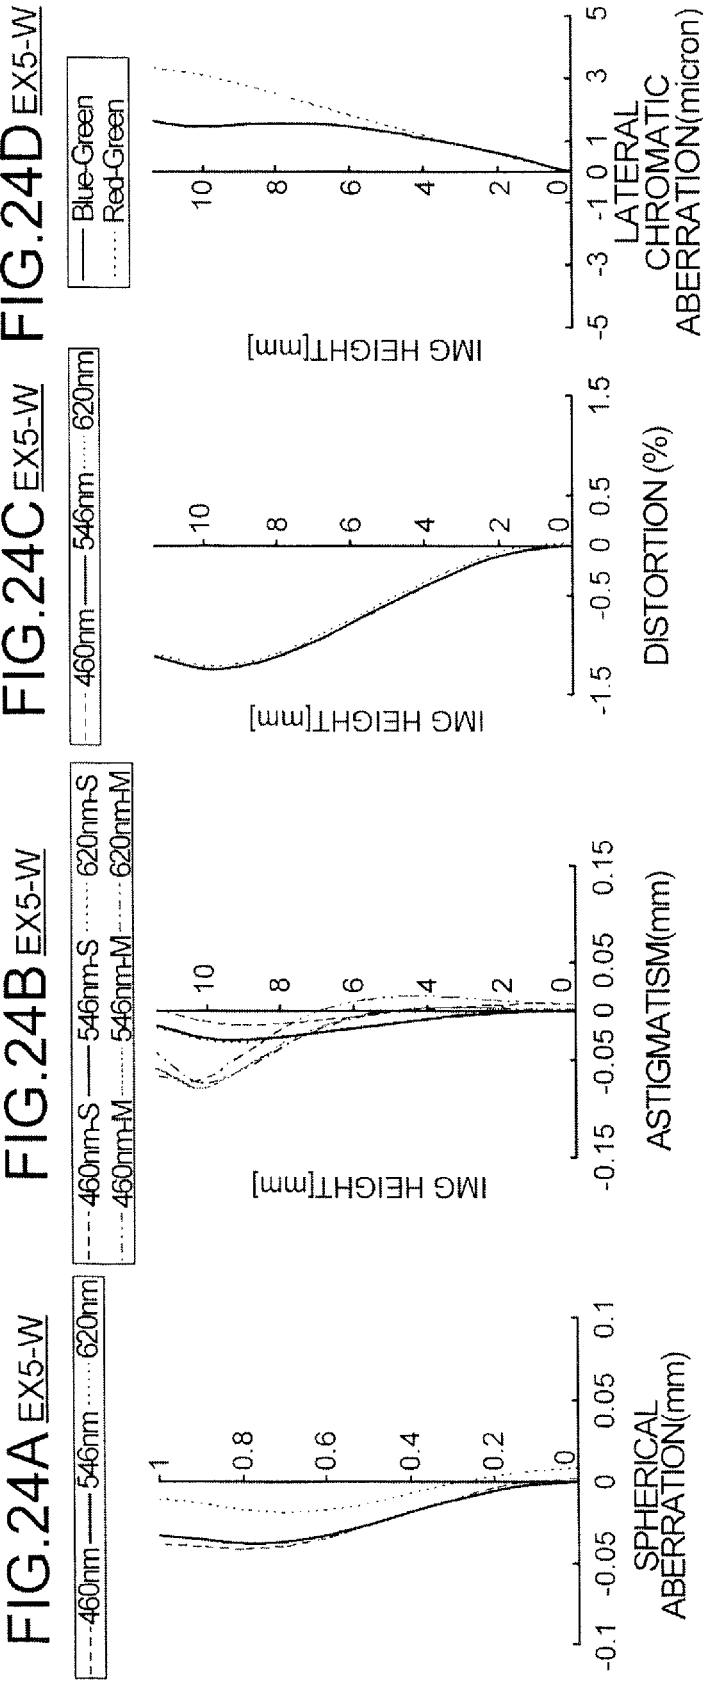 FIG.24A EX5-W
460nm 546nm 620nm
1
0.8
0.6
0.4
0.2
0
-0.1 -0.05 0 0.05 0.1
SPHERICAL
ABERRATION(mm)
FIG.24B EX5-W
460nm-S 546nm-S 620nm-S
460nm-M 546nm-M 620nm-M
10
8
6
4
2
0
IMG HEIGHT[mm]
-0.15 -0.05 0 0.05 0.15
ASTIGMATISM(mm)
FIG.24C EX5-W
460nm 546nm 620nm
10
8
6
4
2
0
IMG HEIGHT[mm]
-1.5 -0.5 0 0.5 1.5
DISTORTION (%)
FIG.24D EX5-W
Blue-Green
Red-Green
10
8
6
4
2
0
IMG HEIGHT[mm]
-5 -3 -1 0 1 3 5
LATERAL
CHROMATIC
ABERRATION(micron)